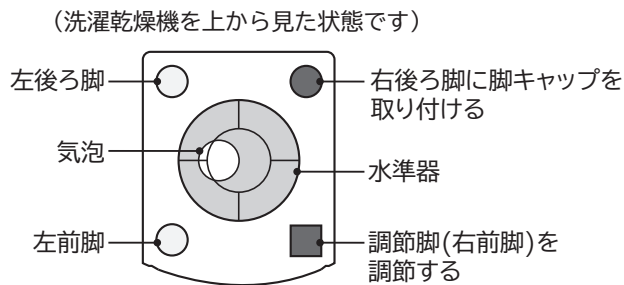 （洗濯乾燥機を上から見た状態です）
左後ろ脚
右後ろ脚に脚キャップを
取り付ける
気泡
水準器
左前脚
調節脚(右前脚)を
調節する